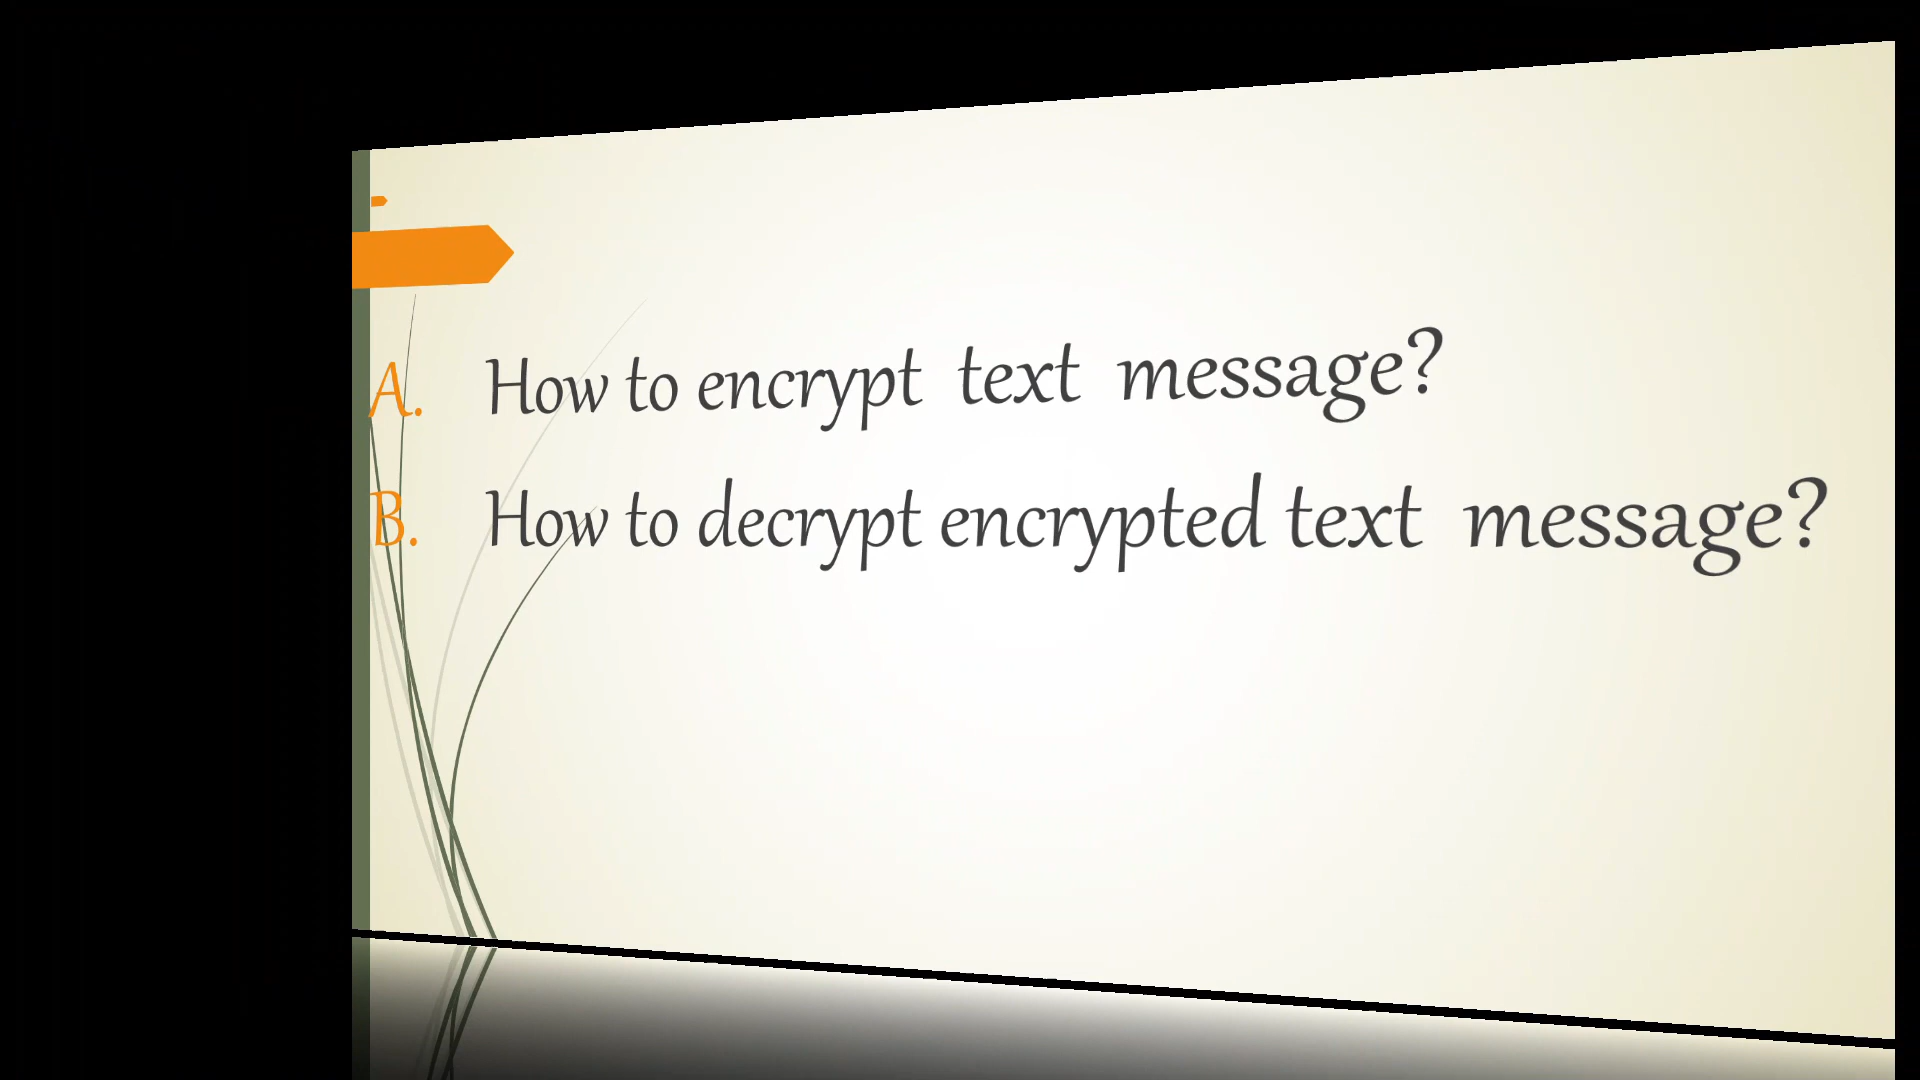 A. How to encrypt text message?
B. How to decrypt encrypted text message?